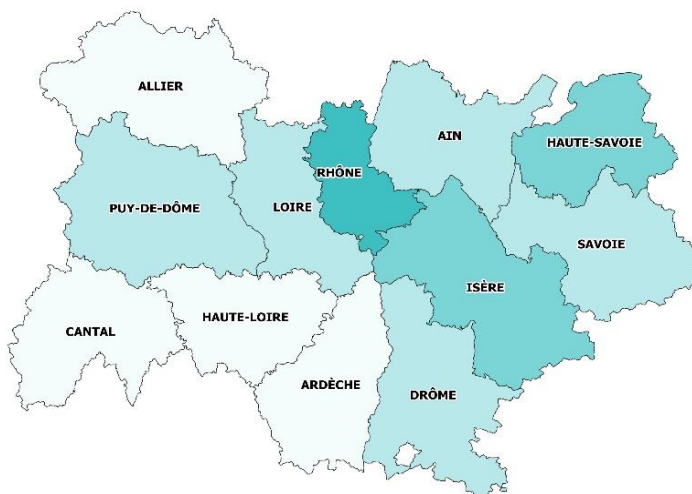 ALLIER
AIN
HAUTE-SAVOIE
RHÔNE
PUY-DE-DÔME
LOIRE
SAVOIE
ISÈRE
HAUTE-LOIRE
CANTAL
ARDÈCHE
DRÔME